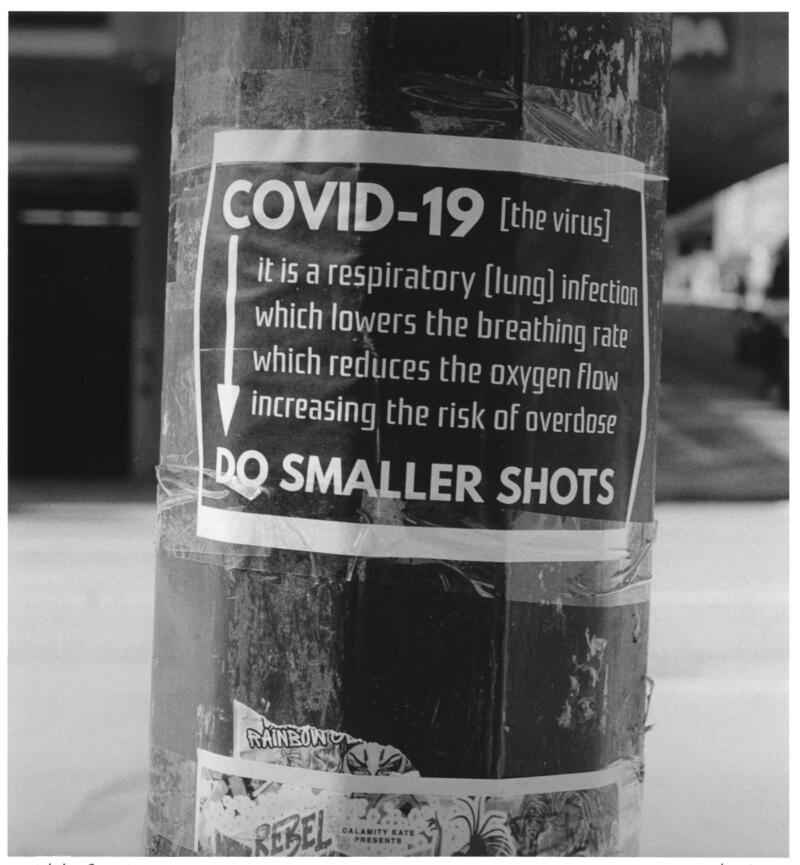 COVID-19 [the virus]
it is a respiratory [lung] infection
which lowers the breathing rate
which reduces the oxygen flow
increasing the risk of overdose
DO SMALLER SHOTS
RAINBOW
REBEL
CALAMITY KATE
PRESENTS